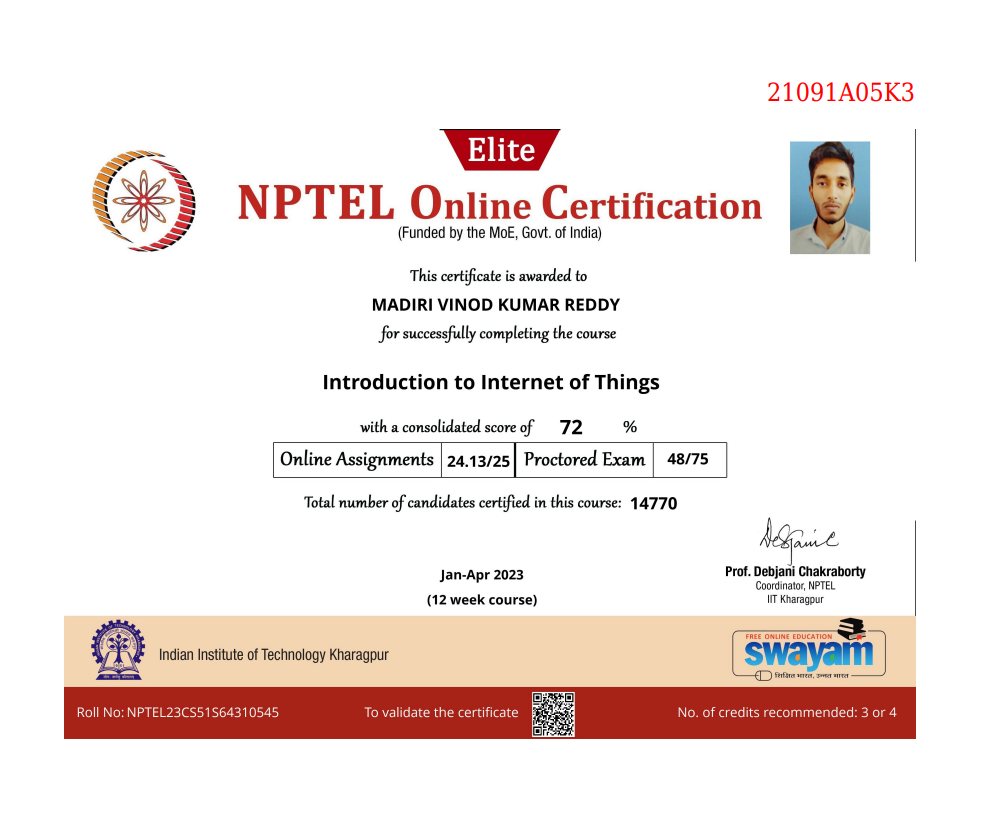 21091A05K3
Elite
NPTEL Online Certification
(Funded by the MoE, Govt. of India)
This certificate is awarded to
MADIRI VINOD KUMAR REDDY
for successfully completing the course
Introduction to Internet of Things
with a consolidated score of 72 %
Online Assignments 24.13/25 Proctored Exam 48/75
Total number of candidates certified in this course: 14770
Jan-Apr 2023
(12 week course)
Prof. Debjani Chakraborty
Coordinator, NPTEL
IIT Kharagpur
Indian Institute of Technology Kharagpur
FREE ONLINE EDUCATION
swayam
शिक्षित भारत, उन्नत भारत
Roll No: NPTEL23CS51S64310545
To validate the certificate
No. of credits recommended: 3 or 4